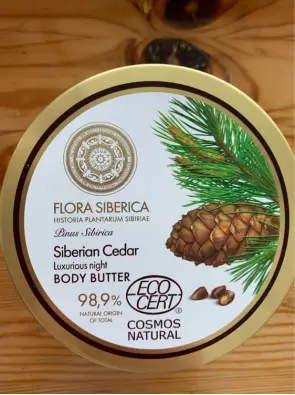 FLORA SIBERICA
HISTORIA PLANTARUM SIBIRIAE
Pinus Sibirica
Siberian Cedar
Luxurious night
BODY BUTTER
98,9%
NATURAL ORIGIN
OF TOTAL
ECO
CERT
COSMOS
NATURAL